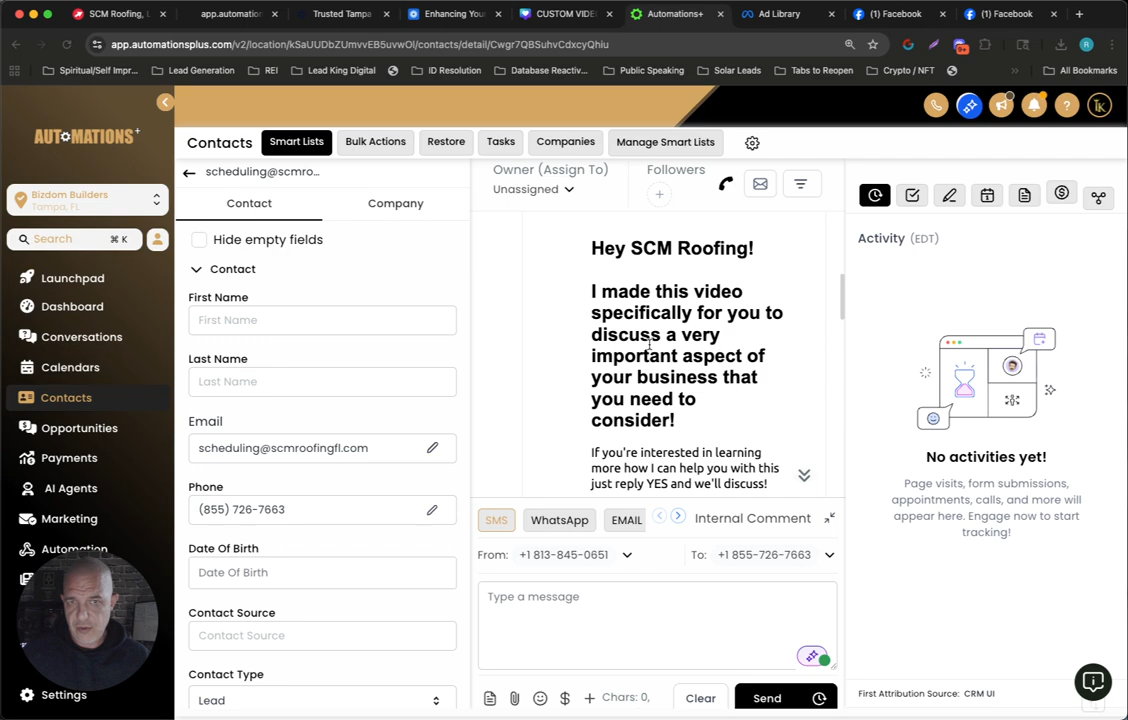 SCM Roofing, L
app.automation
Trusted Tampa
Enhancing Your
CUSTOM VIDE
Automations+
Ad Library
(1) Facebook
(1) Facebook
app.automationsplus.com/v2/location/kSaUUDbZUmvvEB5uvwOl/contacts/detail/Cwgr7QBSuhvCdxcyQhiu
9+
R
Spiritual/Self Impr...
Lead Generation
REI
Lead King Digital
ID Resolution
Database Reactiv...
Public Speaking
Solar Leads
Tabs to Reopen
Crypto / NFT
»
All Bookmarks
AUTOMATIONS+
Bizdom Builders
Tampa, FL
Search
⌘ K
Launchpad
Dashboard
Conversations
Calendars
Contacts
Opportunities
Payments
AI Agents
Marketing
Automation
Settings
Contacts
Smart Lists
Bulk Actions
Restore
Tasks
Companies
Manage Smart Lists
scheduling@scmro...
Contact
Company
Hide empty fields
Contact
First Name
First Name
Last Name
Last Name
Email
scheduling@scmroofingfl.com
Phone
(855) 726-7663
Date Of Birth
Date Of Birth
Contact Source
Contact Source
Contact Type
Lead
Owner (Assign To)
Unassigned
Followers
Hey SCM Roofing!
I made this video
specifically for you to
discuss a very
important aspect of
your business that
you need to
consider!
If you're interested in learning
more how I can help you with this
just reply YES and we'll discuss!
SMS
WhatsApp
EMAIL
Internal Comment
From: +1 813-845-0651
To: +1 855-726-7663
Type a message
Chars: 0,
Clear
Send
Activity (EDT)
No activities yet!
Page visits, form submissions,
appointments, calls, and more will
appear here. Engage now to start
tracking!
First Attribution Source: CRM UI